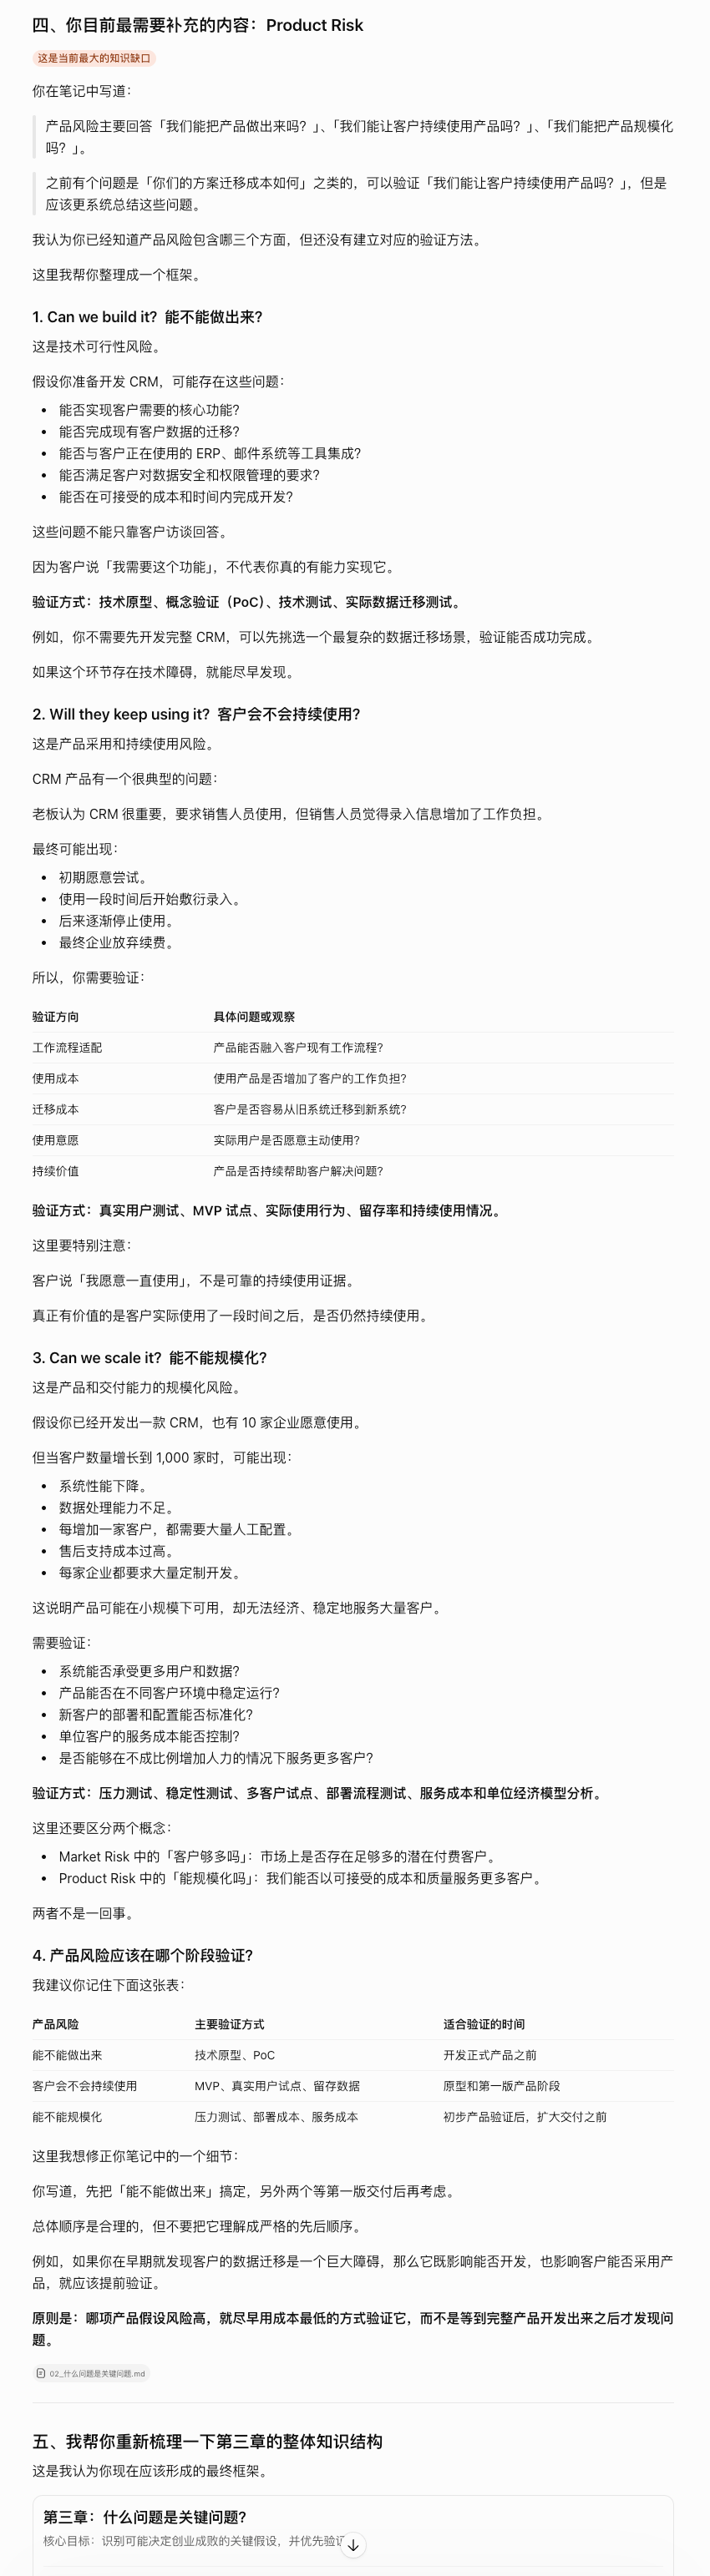 四、你目前最需要补充的内容：Product Risk
这是当前最大的知识缺口
你在笔记中写道：
产品风险主要回答「我们能把产品做出来吗？」、「我们能让客户持续使用产品吗？」、「我们能把产品规模化
吗？」。
之前有个问题是「你们的方案迁移成本如何」之类的，可以验证「我们能让客户持续使用产品吗？」，但是
应该更系统总结这些问题。
我认为你已经知道产品风险包含哪三个方面，但还没有建立对应的验证方法。
这里我帮你整理成一个框架。
1. Can we build it？能不能做出来？
这是技术可行性风险。
假设你准备开发 CRM，可能存在这些问题：
• 能否实现客户需要的核心功能？
• 能否完成现有客户数据的迁移？
• 能否与客户正在使用的 ERP、邮件系统等工具集成？
• 能否满足客户对数据安全和权限管理的要求？
• 能否在可接受的成本和时间内完成开发？
这些问题不能只靠客户访谈回答。
因为客户说「我需要这个功能」，不代表你真的有能力实现它。
验证方式：技术原型、概念验证（PoC）、技术测试、实际数据迁移测试。
例如，你不需要先开发完整 CRM，可以先挑选一个最复杂的数据迁移场景，验证能否成功完成。
如果这个环节存在技术障碍，就能尽早发现。
2. Will they keep using it？客户会不会持续使用？
这是产品采用和持续使用风险。
CRM 产品有一个很典型的问题：
老板认为 CRM 很重要，要求销售人员使用，但销售人员觉得录入信息增加了工作负担。
最终可能出现：
• 初期愿意尝试。
• 使用一段时间后开始敷衍录入。
• 后来逐渐停止使用。
• 最终企业放弃续费。
所以，你需要验证：
验证方向 具体问题或观察
工作流程适配 产品能否融入客户现有工作流程？
使用成本 使用产品是否增加了客户的工作负担？
迁移成本 客户是否容易从旧系统迁移到新系统？
使用意愿 实际用户是否愿意主动使用？
持续价值 产品是否持续帮助客户解决问题？
验证方式：真实用户测试、MVP 试点、实际使用行为、留存率和持续使用情况。
这里要特别注意：
客户说「我愿意一直使用」，不是可靠的持续使用证据。
真正有价值的是客户实际使用了一段时间之后，是否仍然持续使用。
3. Can we scale it？能不能规模化？
这是产品和交付能力的规模化风险。
假设你已经开发出一款 CRM，也有 10 家企业愿意使用。
但当客户数量增长到 1,000 家时，可能出现：
• 系统性能下降。
• 数据处理能力不足。
• 每增加一家客户，都需要大量人工配置。
• 售后支持成本过高。
• 每家企业都要求大量定制开发。
这说明产品可能在小规模下可用，却无法经济、稳定地服务大量客户。
需要验证：
• 系统能否承受更多用户和数据？
• 产品能否在不同客户环境中稳定运行？
• 新客户的部署和配置能否标准化？
• 单位客户的服务成本能否控制？
• 是否能够在不成比例增加人力的情况下服务更多客户？
验证方式：压力测试、稳定性测试、多客户试点、部署流程测试、服务成本和单位经济模型分析。
这里还要区分两个概念：
• Market Risk 中的「客户够多吗」：市场上是否存在足够多的潜在付费客户。
• Product Risk 中的「能规模化吗」：我们能否以可接受的成本和质量服务更多客户。
两者不是一回事。
4. 产品风险应该在哪个阶段验证？
我建议你记住下面这张表：
产品风险 主要验证方式 适合验证的时间
能不能做出来 技术原型、PoC 开发正式产品之前
客户会不会持续使用 MVP、真实用户试点、留存数据 原型和第一版产品阶段
能不能规模化 压力测试、部署成本、服务成本 初步产品验证后，扩大交付之前
这里我想修正你笔记中的一个细节：
你写道，先把「能不能做出来」搞定，另外两个等第一版交付后再考虑。
总体顺序是合理的，但不要把它理解成严格的先后顺序。
例如，如果你在早期就发现客户的数据迁移是一个巨大障碍，那么它既影响能否开发，也影响客户能否采用产
品，就应该提前验证。
原则是：哪项产品假设风险高，就尽早用成本最低的方式验证它，而不是等到完整产品开发出来之后才发现问
题。
02_什么问题是关键问题.md
五、我帮你重新梳理一下第三章的整体知识结构
这是我认为你现在应该形成的最终框架。
第三章：什么问题是关键问题？
核心目标：识别可能决定创业成败的关键假设，并优先验证